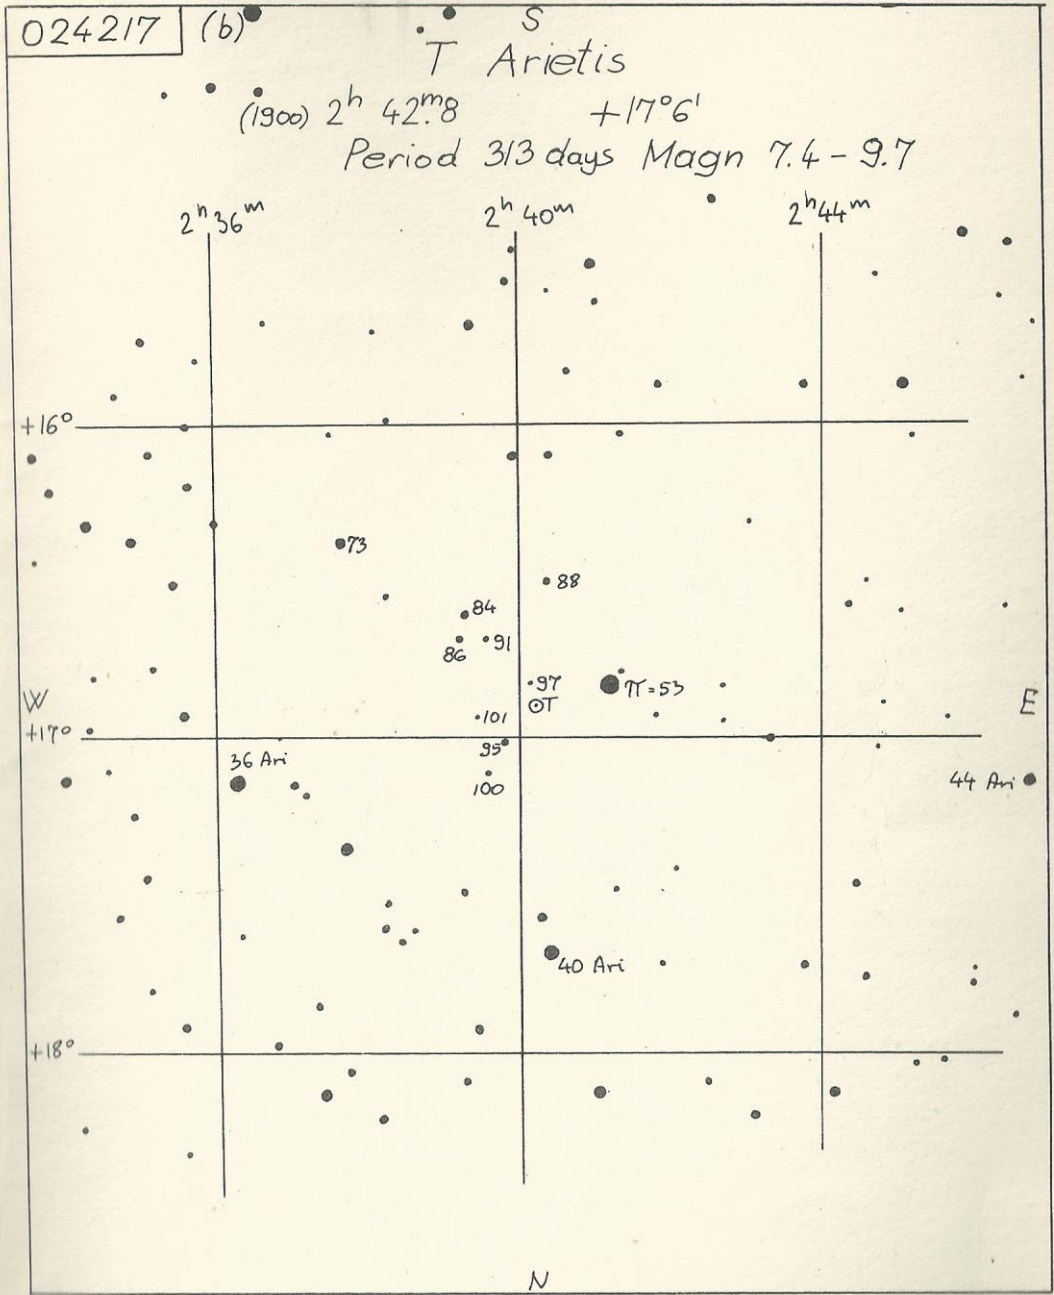 024217 (b) S
T Arietis
(1900) 2h 42m.8 +17°6'
Period 313 days Magn 7.4 - 9.7
2h 36m 2h 40m 2h 44m
+16°
73
88
84
86 91
97 π=53
W T E
101
+17°
95
36 Ari
44 Ari
100
40 Ari
+18°
N